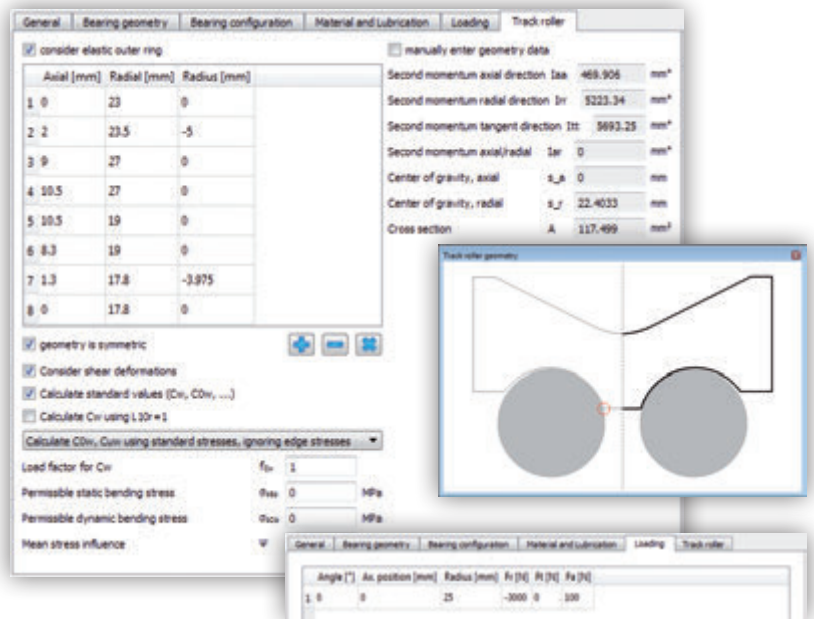 General Bearing geometry Bearing configuration Material and Lubrication Loading Track roller
consider elastic outer ring
Axial [mm] Radial [mm] Radius [mm]
1 0 23 0
2 2 23.5 -5
3 9 27 0
4 10.5 27 0
5 10.5 19 0
6 8.3 19 0
7 1.3 17.8 -3.975
8 0 17.8 0
geometry is symmetric
Consider shear deformations
Calculate standard values (Cw, C0w, ...)
Calculate Cw using L10r=1
Calculate C0w, Cuw using standard stresses, ignoring edge stresses
Load factor for Cw 1
Permissible static bending stress 0 MPa
Permissible dynamic bending stress 0 MPa
Mean stress influence
manually enter geometry data
Second momentum axial direction Iaa 469.906 mm⁴
Second momentum radial direction Irr 5223.34 mm⁴
Second momentum tangent direction Itt 5693.25 mm⁴
Second momentum axial/radial Iar 0 mm⁴
Center of gravity, axial s_a 0 mm
Center of gravity, radial s_r 22.4033 mm
Cross section A 117.499 mm²
Track roller geometry
General Bearing geometry Bearing configuration Material and Lubrication Loading Track roller
Angle [°] Ax. position [mm] Radius [mm] Fr [N] Ft [N] Fa [N]
1 0 0 25 -3000 0 100